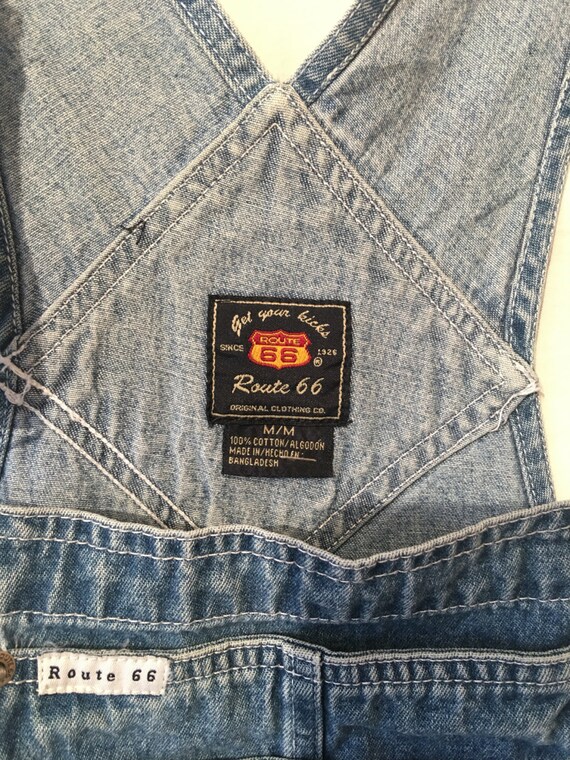 Get your kicks
SINCE ROUTE 66 1926
®
Route 66
ORIGINAL CLOTHING CO.
M/M
100% COTTON/ALGODON
MADE IN/HECHO EN:
BANGLADESH
Route 66